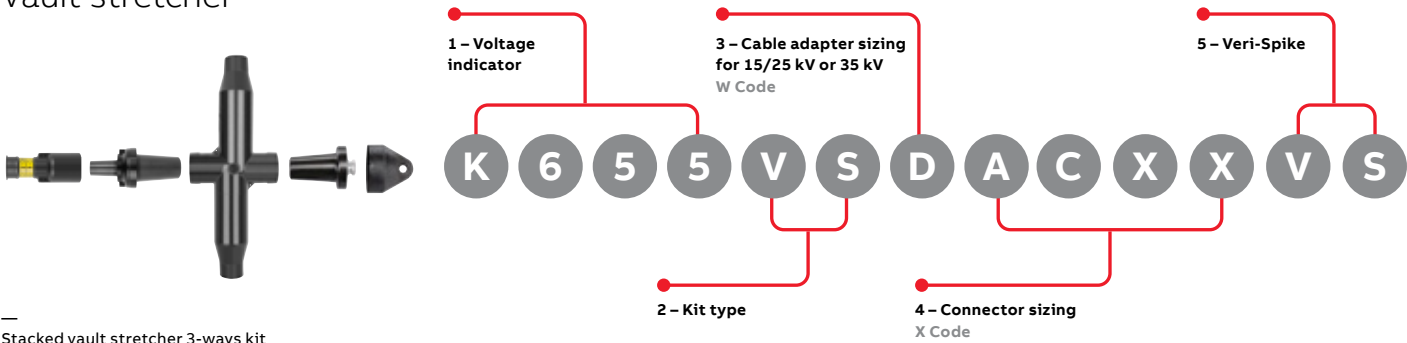 Vault stretcher
1 – Voltage
indicator
3 – Cable adapter sizing
for 15/25 kV or 35 kV
W Code
5 – Veri-Spike
K 6 5 5 V S D A C X X V S
2 – Kit type
4 – Connector sizing
X Code
—
Stacked vault stretcher 3-ways kit